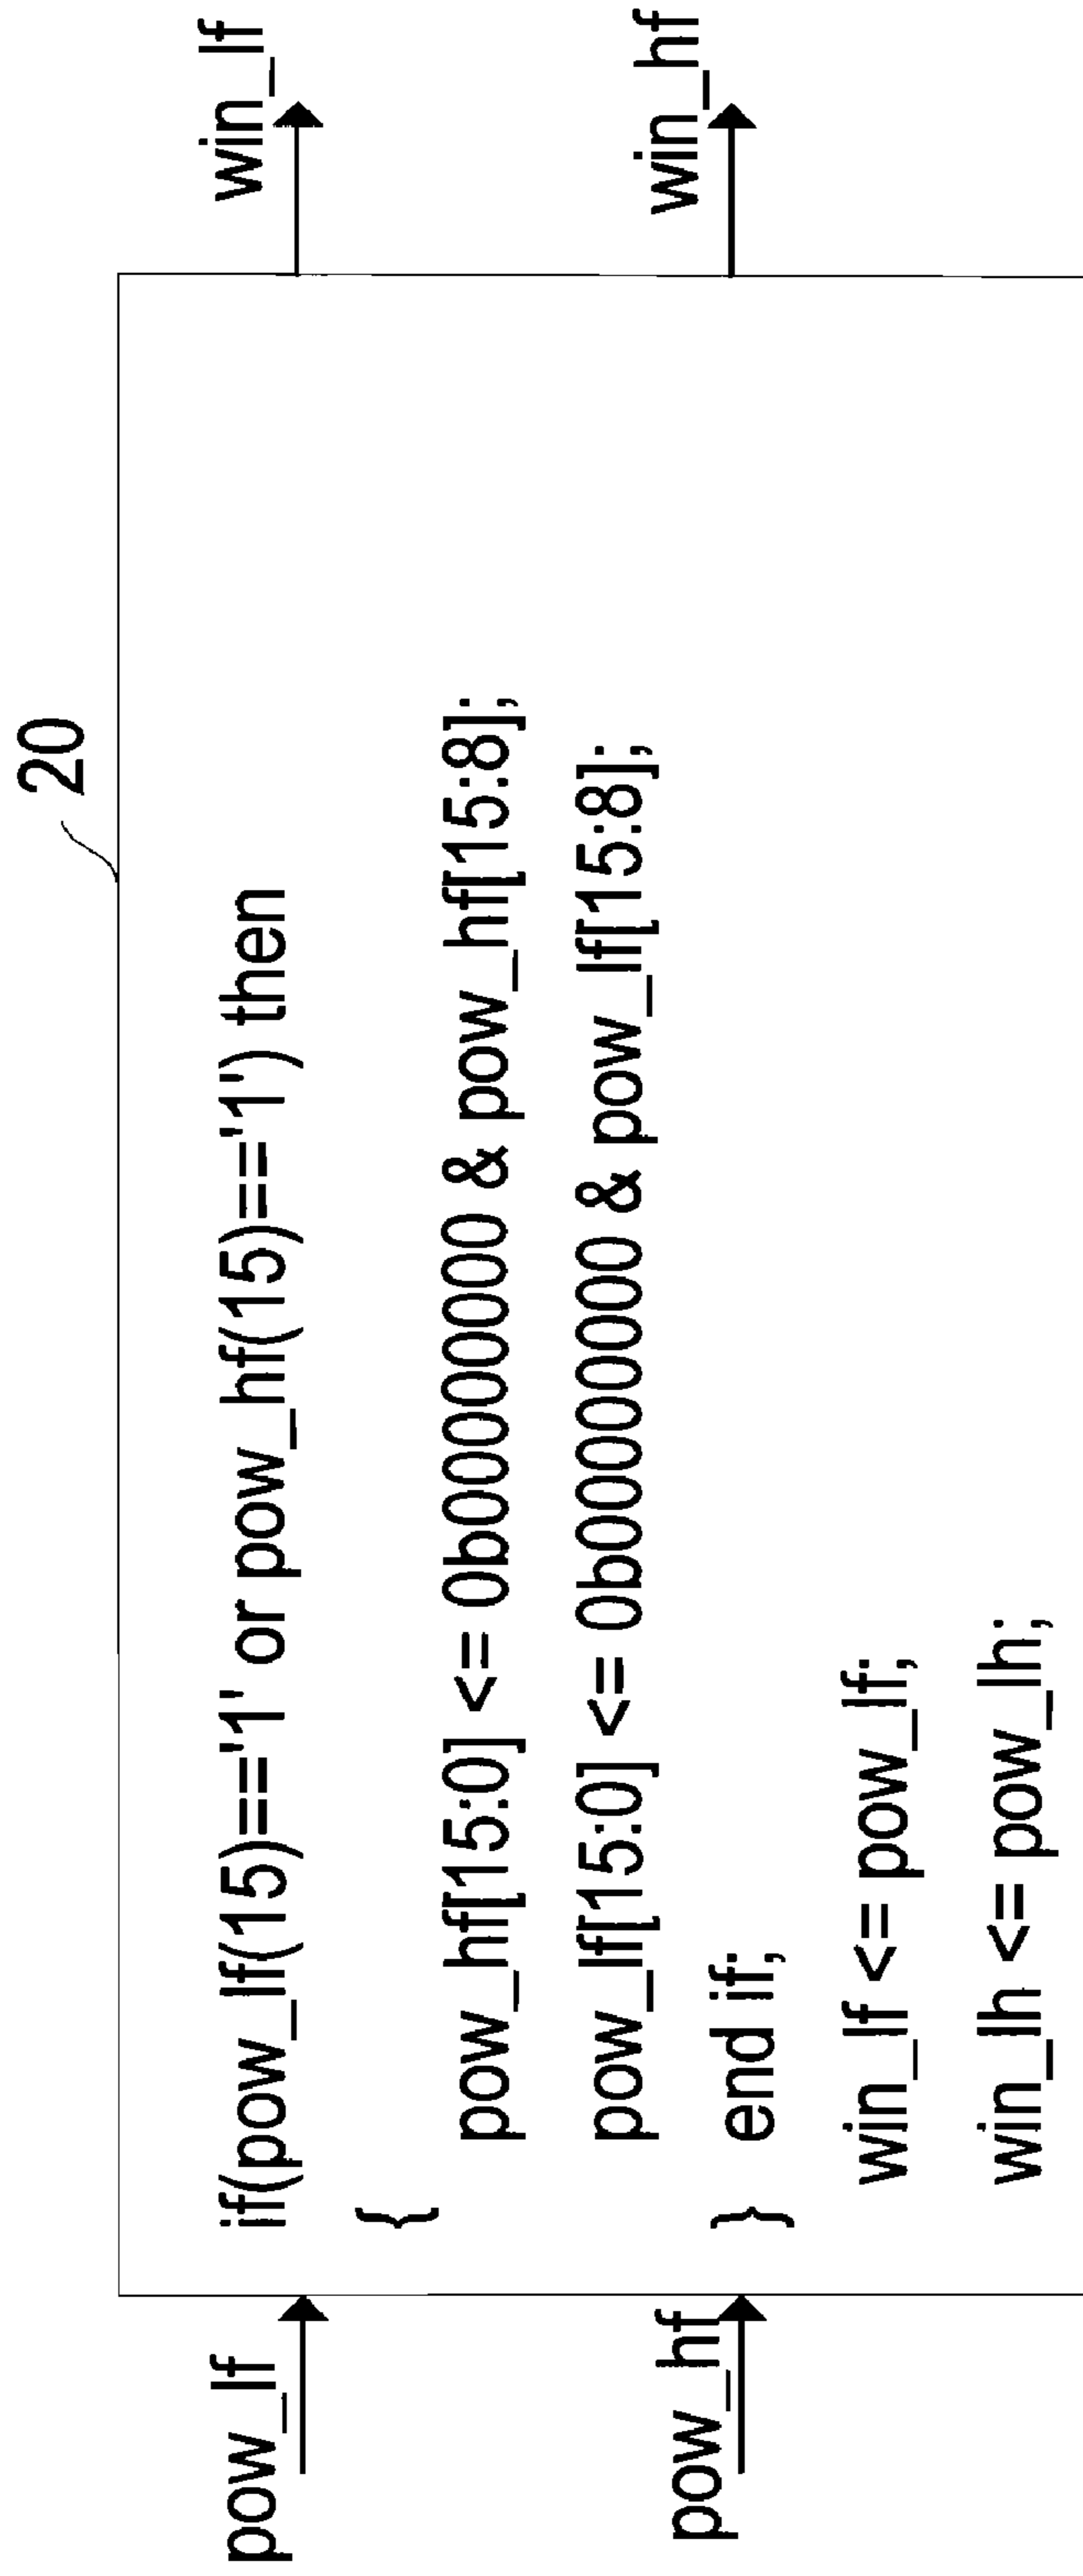 20
pow_lf
pow_hf
if(pow_lf(15)=='1' or pow_hf(15)=='1') then
{
pow_hf[15:0] <= 0b00000000 & pow_hf[15:8];
pow_lf[15:0] <= 0b00000000 & pow_lf[15:8];
} end if;
win_lf <= pow_lf;
win_lh <= pow_lh;
win_lf
win_hf